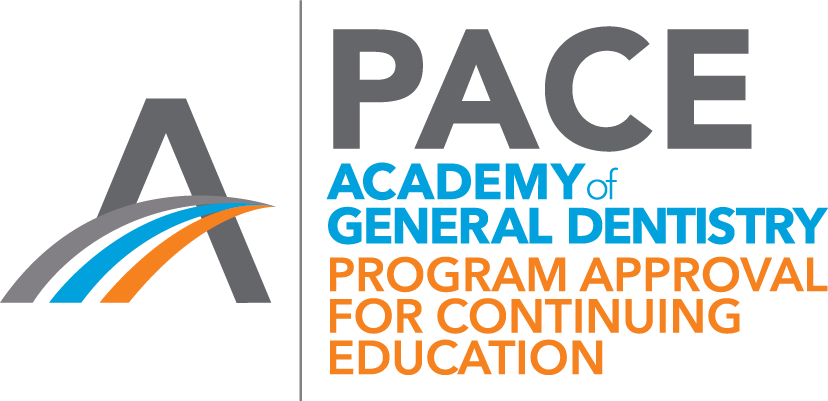 A
PACE
ACADEMY of
GENERAL DENTISTRY
PROGRAM APPROVAL
FOR CONTINUING
EDUCATION